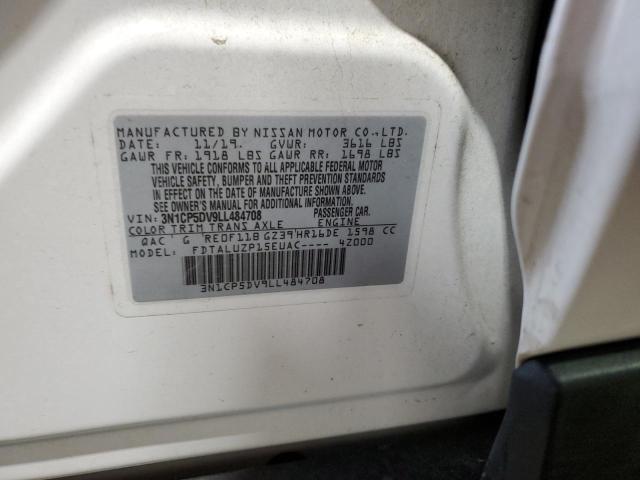 MANUFACTURED BY NISSAN MOTOR CO.,LTD.
DATE: 11/19. GVWR: 3616 LBS
GAWR FR: 1918 LBS GAWR RR: 1698 LBS
THIS VEHICLE CONFORMS TO ALL APPLICABLE FEDERAL MOTOR
VEHICLE SAFETY, BUMPER AND THEFT PREVENTION STANDARDS
IN EFFECT ON THE DATE OF MANUFACTURE SHOWN ABOVE.
SEE OWNER'S MANUAL FOR ADDITIONAL INFORMATION
VIN: 3N1CP5DV9LL484708 PASSENGER CAR.
COLOR TRIM TRANS AXLE ENGINE
QAC G RE0F11B GZ39 HR16DE 1598 CC
MODEL: FDTALUZP15EUAC---- 4Z000
3N1CP5DV9LL484708